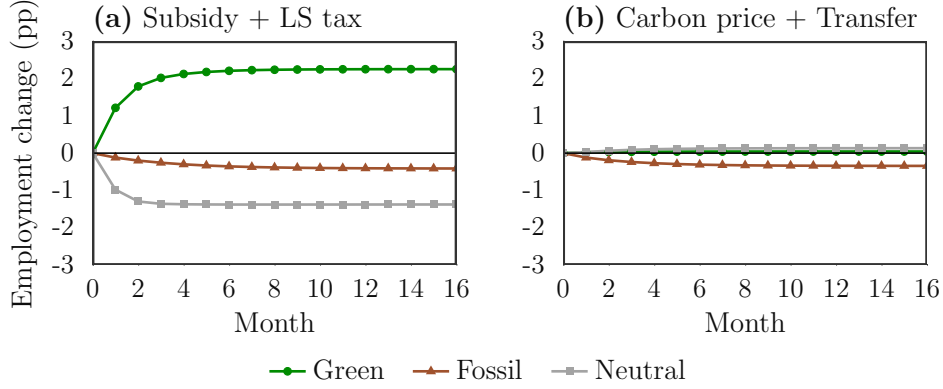 (a) Subsidy + LS tax
(b) Carbon price + Transfer
Employment change (pp)
3
2
1
0
-1
-2
-3
0 2 4 6 8 10 12 14 16
Month
3
2
1
0
-1
-2
-3
0 2 4 6 8 10 12 14 16
Month
Green Fossil Neutral